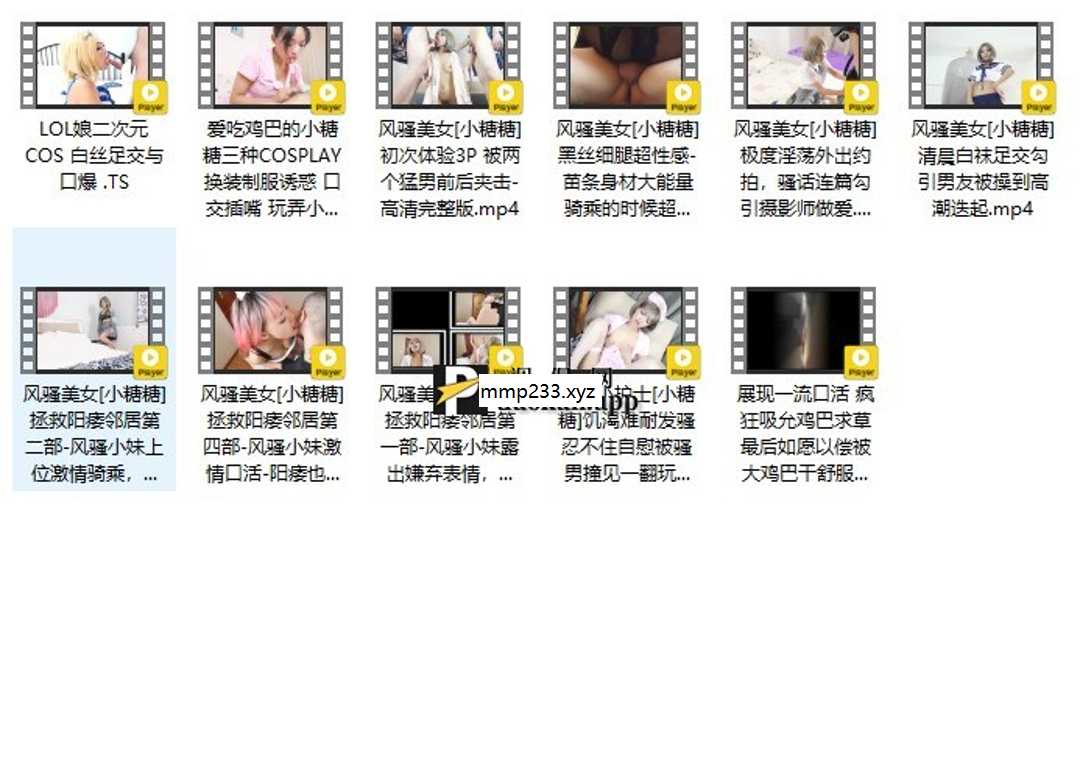 LOL娘二次元
COS 白丝足交与
口爆 .TS
爱吃鸡巴的小糖
糖三种COSPLAY
换装制服诱惑 口
交插嘴 玩弄小...
风骚美女[小糖糖]
初次体验3P 被两
个猛男前后夹击-
高清完整版.mp4
风骚美女[小糖糖]
黑丝细腿超性感-
苗条身材大能量
骑乘的时候超...
风骚美女[小糖糖]
极度淫荡外出约
拍，骚话连篇勾
引摄影师做爱....
风骚美女[小糖糖]
清晨白袜足交勾
引男友被操到高
潮迭起.mp4
风骚美女[小糖糖]
拯救阳痿邻居第
二部-风骚小妹上
位激情骑乘，...
风骚美女[小糖糖]
拯救阳痿邻居第
四部-风骚小妹激
情口活-阳痿也...
风骚美
拯救阳痿邻居第
一部-风骚小妹露
出嫌弃表情，...
mmp233.xyz
护士[小糖
糖]饥渴难耐发骚
忍不住自慰被骚
男撞见一翻玩...
展现一流口活 疯
狂吸允鸡巴求草
最后如愿以偿被
大鸡巴干舒服...
Player
Player
Player
Player
Player
Player
Player
Player
Player
Player
Player